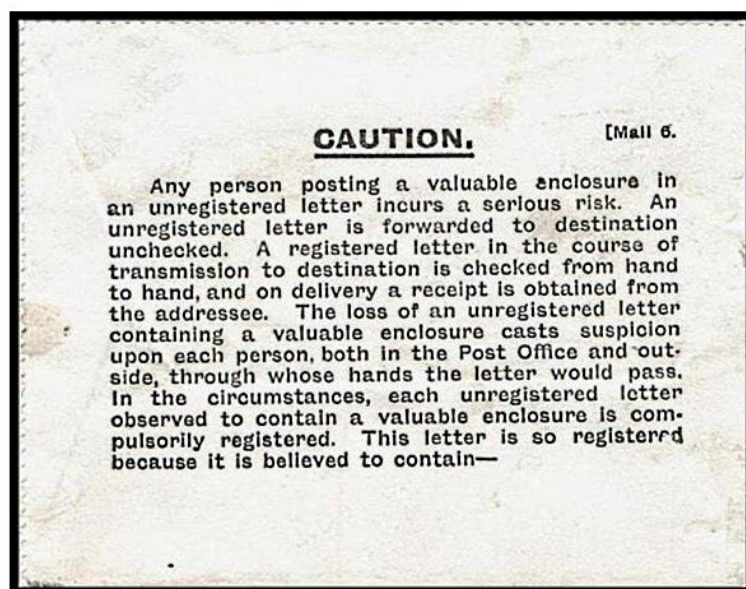 CAUTION. [Mail 6.
Any person posting a valuable enclosure in
an unregistered letter incurs a serious risk. An
unregistered letter is forwarded to destination
unchecked. A registered letter in the course of
transmission to destination is checked from hand
to hand, and on delivery a receipt is obtained from
the addressee. The loss of an unregistered letter
containing a valuable enclosure casts suspicion
upon each person, both in the Post Office and out-
side, through whose hands the letter would pass.
In the circumstances, each unregistered letter
observed to contain a valuable enclosure is com-
pulsorily registered. This letter is so registered
because it is believed to contain—